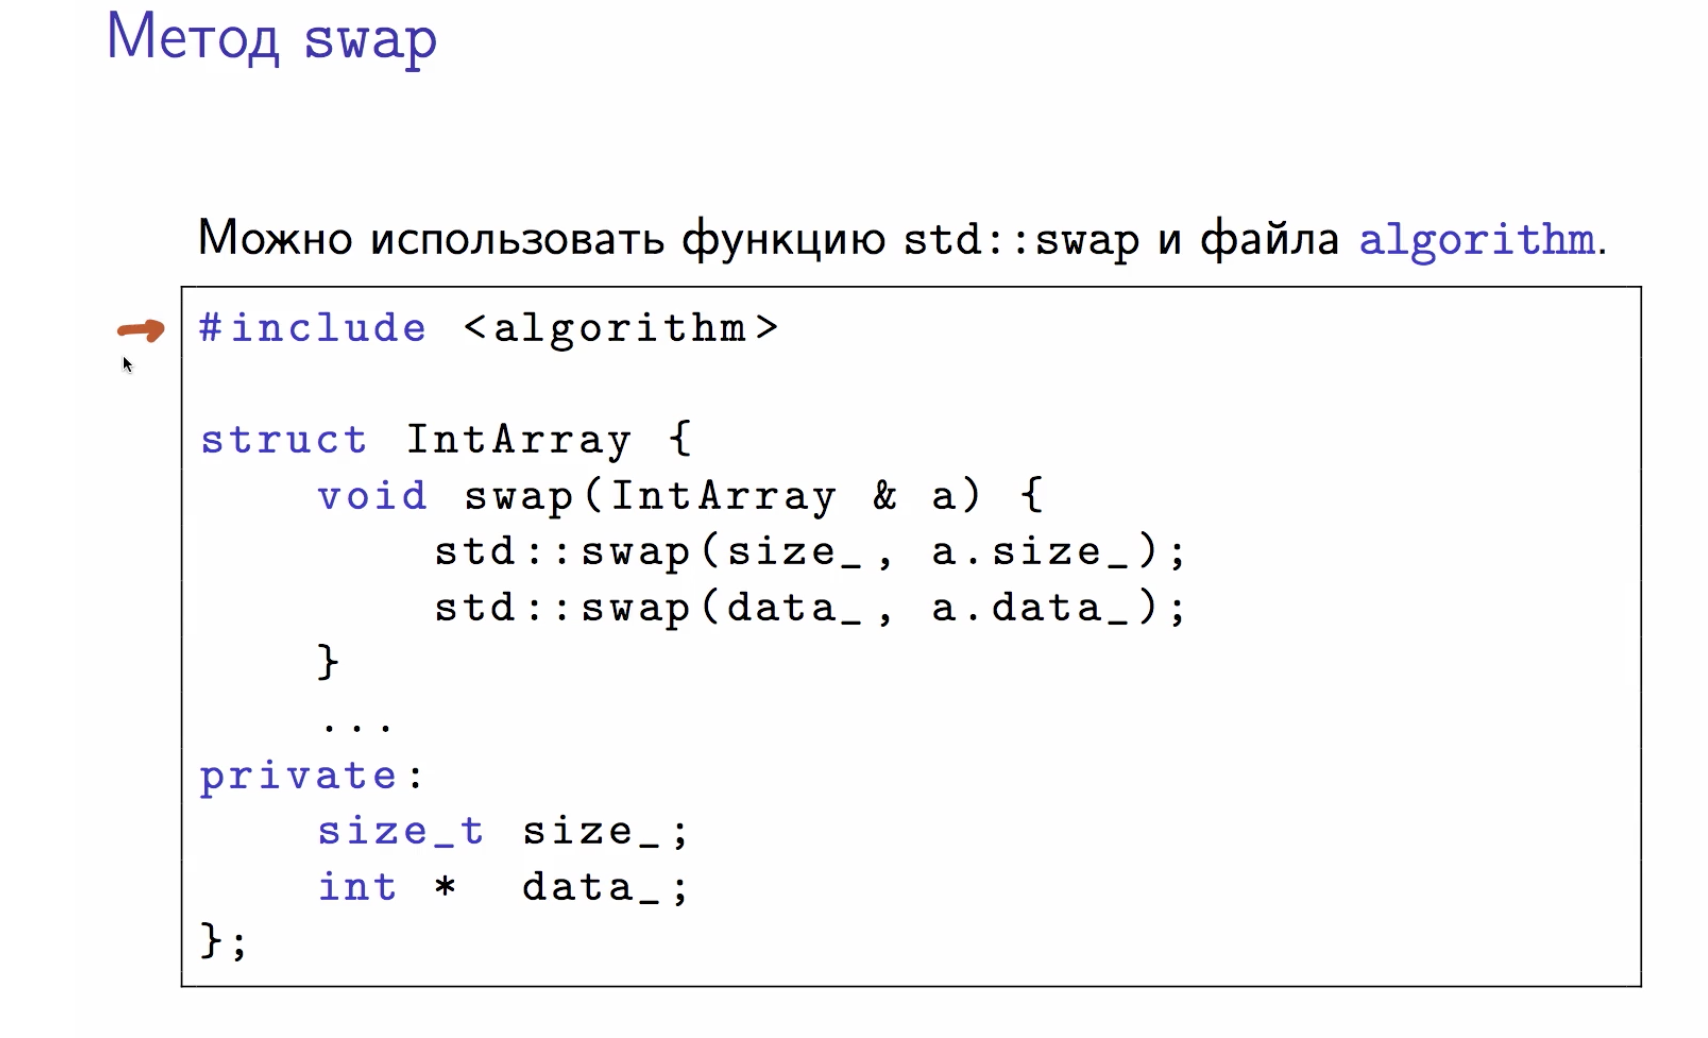 Метод swap
Можно использовать функцию std::swap и файла algorithm.
#include <algorithm>
struct IntArray {
    void swap(IntArray & a) {
        std::swap(size_, a.size_);
        std::swap(data_, a.data_);
    }
    ...
private:
    size_t size_;
    int *  data_;
};